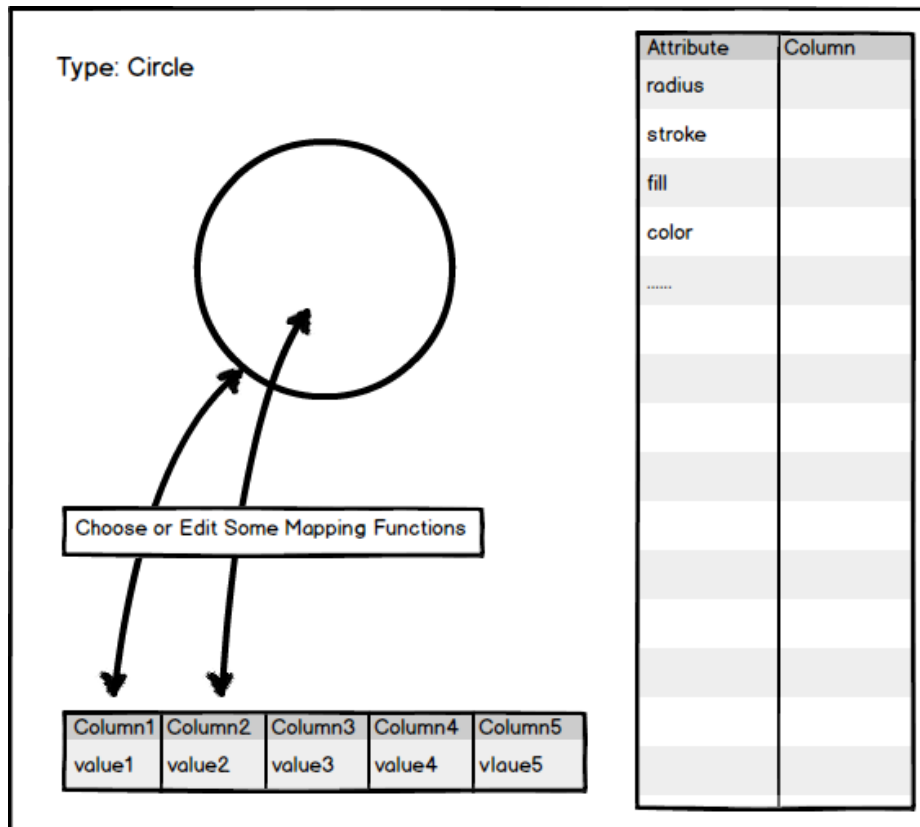 Type: Circle
Attribute Column
radius
stroke
fill
color
......
Choose or Edit Some Mapping Functions
Column1 Column2 Column3 Column4 Column5
value1 value2 value3 value4 vlaue5